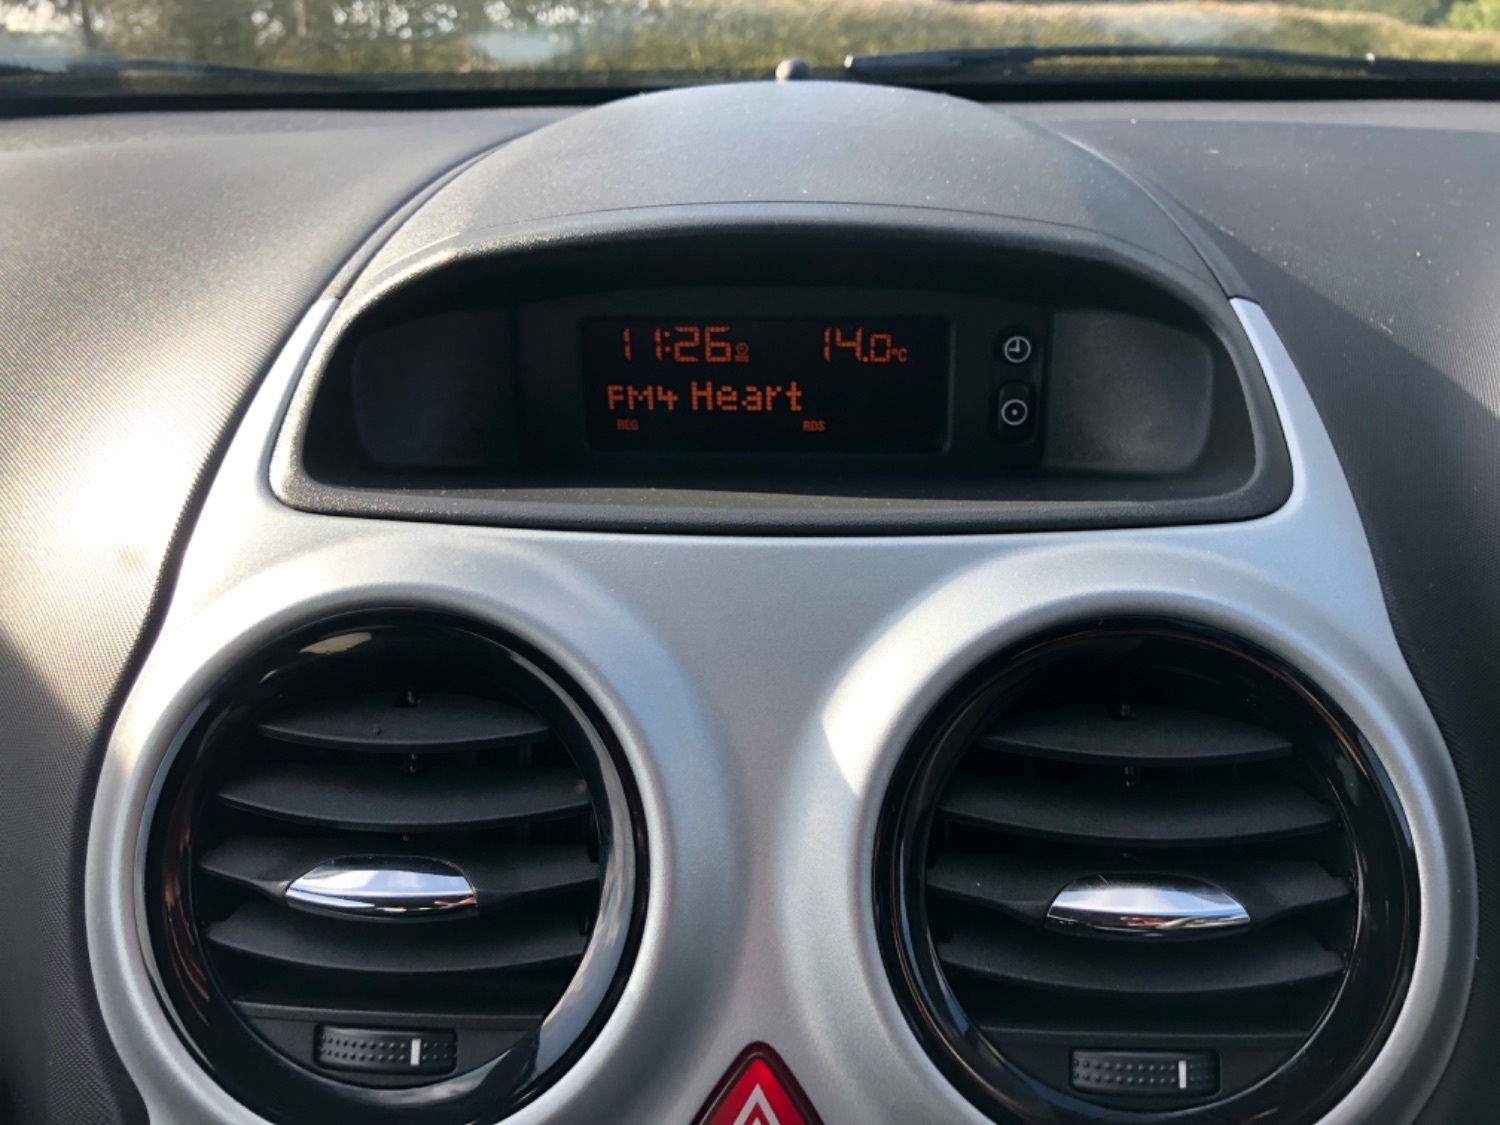 11:26 14.0°C
FM4 Heart
REG RDS